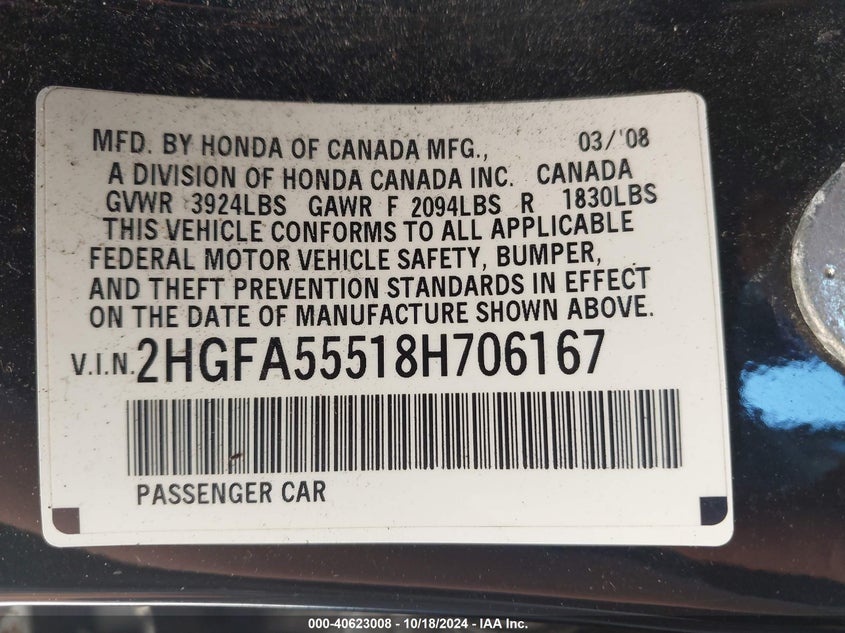 MFD. BY HONDA OF CANADA MFG., 03/'08
A DIVISION OF HONDA CANADA INC. CANADA
GVWR 3924LBS GAWR F 2094LBS R 1830LBS
THIS VEHICLE CONFORMS TO ALL APPLICABLE
FEDERAL MOTOR VEHICLE SAFETY, BUMPER,
AND THEFT PREVENTION STANDARDS IN EFFECT
ON THE DATE OF MANUFACTURE SHOWN ABOVE.
V.I.N. 2HGFA55518H706167
PASSENGER CAR
000-40623008 - 10/18/2024 - IAA Inc.